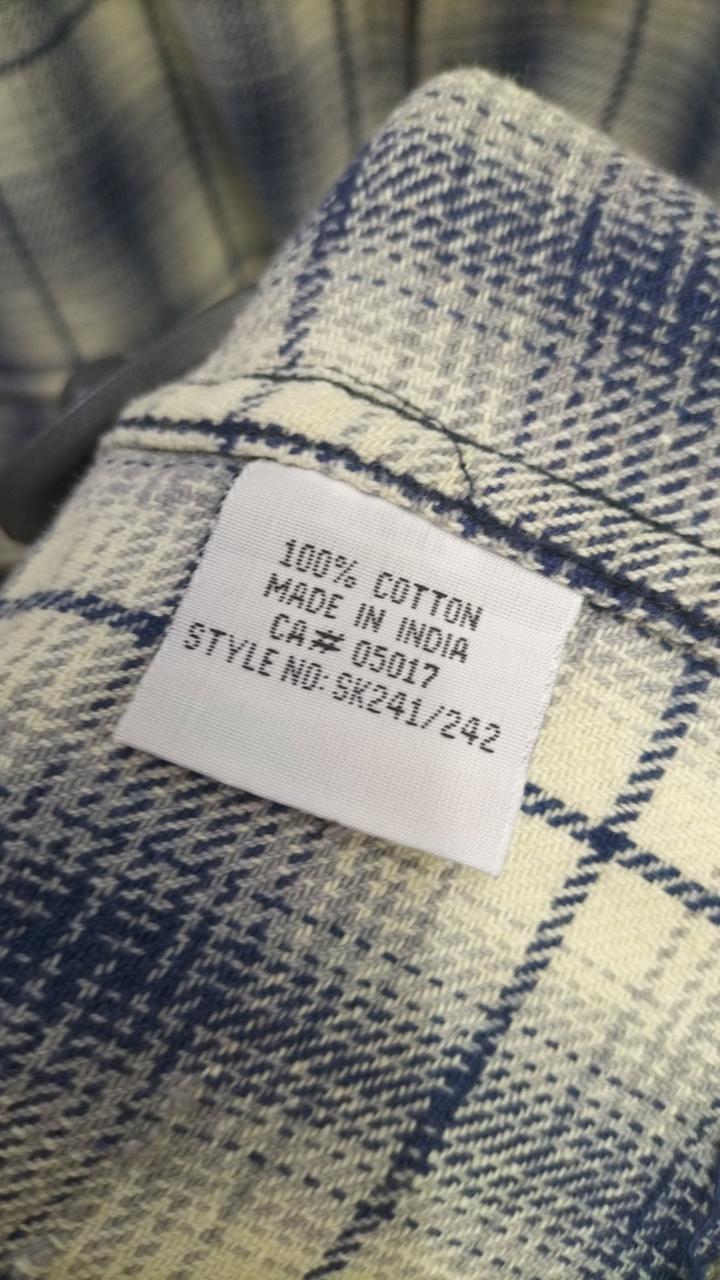 100% COTTON
MADE IN INDIA
CA# 05017
STYLE NO: SK241/242